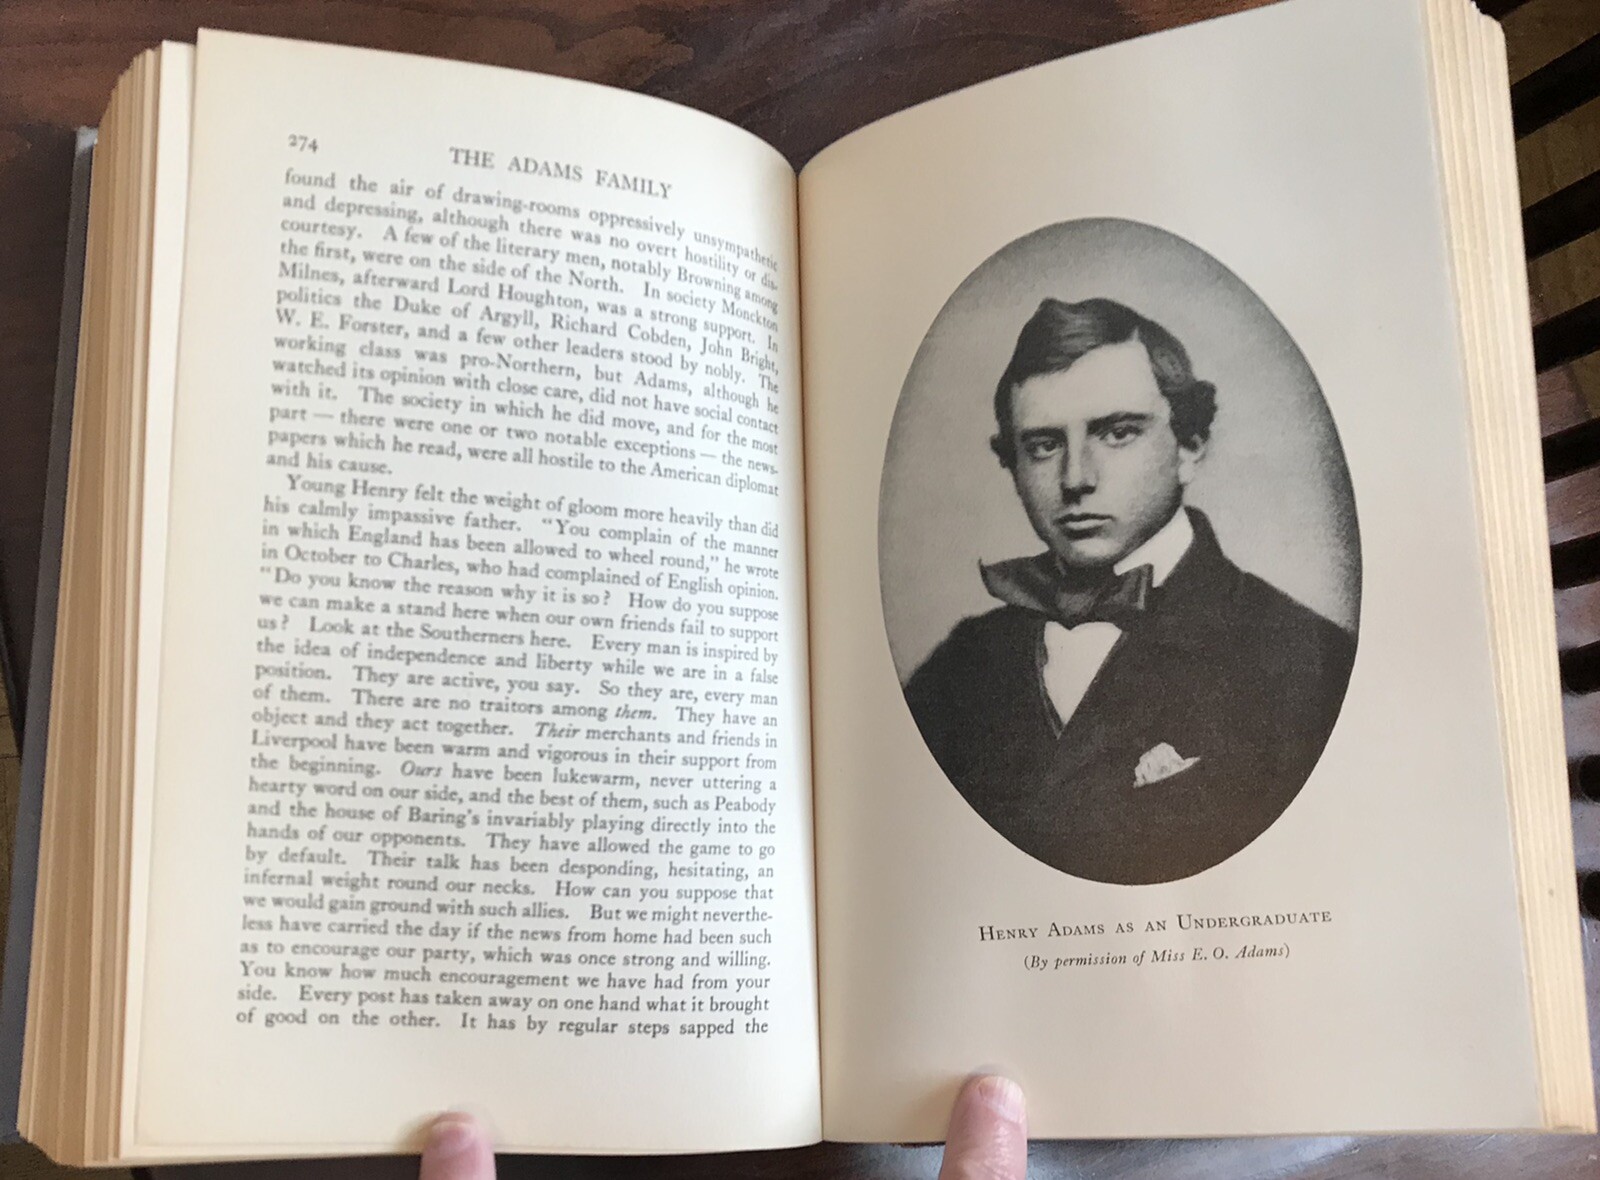 274
THE ADAMS FAMILY
found the air of drawing-rooms oppressively unsympathetic
and depressing, although there was no overt hostility or dis-
courtesy. A few of the literary men, notably Browning among
the first, were on the side of the North. In society Monckton
Milnes, afterward Lord Houghton, was a strong support. In
politics the Duke of Argyll, Richard Cobden, John Bright,
W. E. Forster, and a few other leaders stood by nobly. The
working class was pro-Northern, but Adams, although he
watched its opinion with close care, did not have social contact
with it. The society in which he did move, and for the most
part — there were one or two notable exceptions — the news-
papers which he read, were all hostile to the American diplomat
and his cause.
Young Henry felt the weight of gloom more heavily than did
his calmly impassive father. "You complain of the manner
in which England has been allowed to wheel round," he wrote
in October to Charles, who had complained of English opinion.
"Do you know the reason why it is so? How do you suppose
we can make a stand here when our own friends fail to support
us? Look at the Southerners here. Every man is inspired by
the idea of independence and liberty while we are in a false
position. They are active, you say. So they are, every man
of them. There are no traitors among them. They have an
object and they act together. Their merchants and friends in
Liverpool have been warm and vigorous in their support from
the beginning. Ours have been lukewarm, never uttering a
hearty word on our side, and the best of them, such as Peabody
and the house of Baring's invariably playing directly into the
hands of our opponents. They have allowed the game to go
by default. Their talk has been desponding, hesitating, an
infernal weight round our necks. How can you suppose that
we would gain ground with such allies. But we might neverthe-
less have carried the day if the news from home had been such
as to encourage our party, which was once strong and willing.
You know how much encouragement we have had from your
side. Every post has taken away on one hand what it brought
of good on the other. It has by regular steps sapped the
HENRY ADAMS AS AN UNDERGRADUATE
(By permission of Miss E. O. Adams)